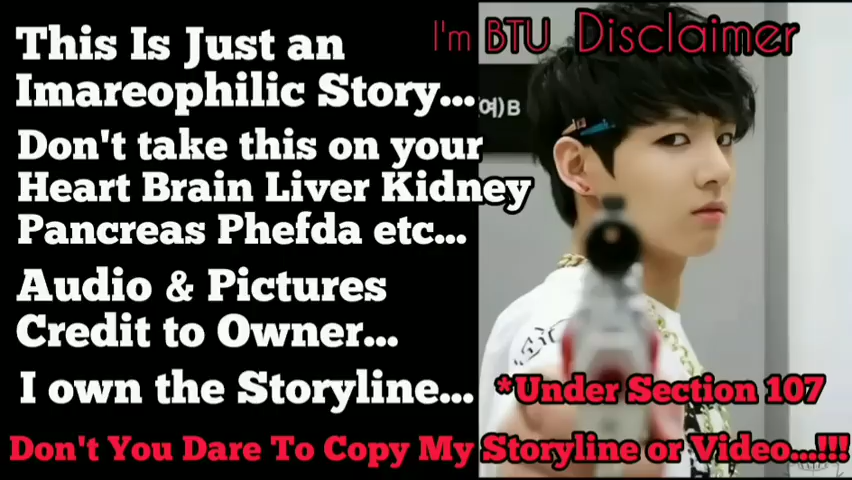 I'm BTU Disclaimer
This Is Just an
Imareophilic Story...
Don't take this on your
Heart Brain Liver Kidney
Pancreas Phefda etc...
Audio & Pictures
Credit to Owner...
I own the Storyline...
*Under Section 107
Don't You Dare To Copy My Storyline or Video...!!!
여)B